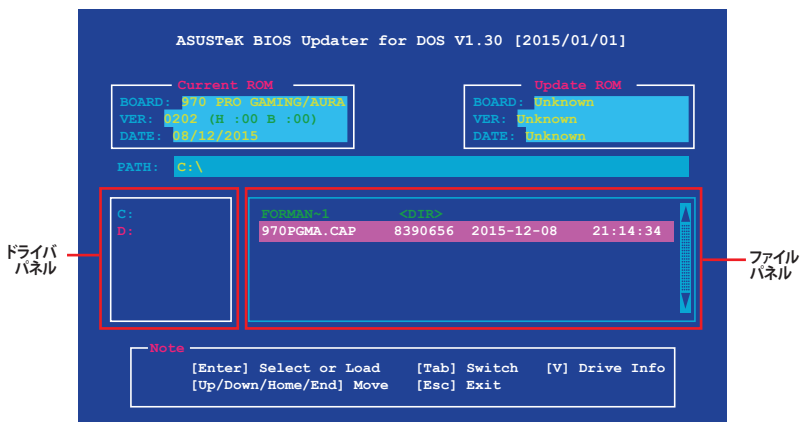 ASUSTeK BIOS Updater for DOS V1.30 [2015/01/01]
Current ROM
BOARD: 970 PRO GAMING/AURA
VER: 0202 (H :00 B :00)
DATE: 08/12/2015
Update ROM
BOARD: Unknown
VER: Unknown
DATE: Unknown
PATH: C:\
ドライバ
パネル
C:
D:
FORMAN~1 <DIR>
970PGMA.CAP 8390656 2015-12-08 21:14:34
ファイル
パネル
Note
[Enter] Select or Load [Tab] Switch [V] Drive Info
[Up/Down/Home/End] Move [Esc] Exit